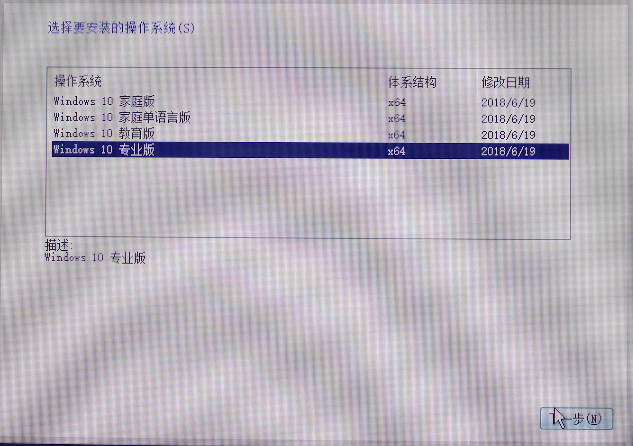 选择要安装的操作系统(S)
操作系统 体系结构 修改日期
Windows 10 家庭版 x64 2018/6/19
Windows 10 家庭单语言版 x64 2018/6/19
Windows 10 教育版 x64 2018/6/19
Windows 10 专业版 x64 2018/6/19
描述:
Windows 10 专业版
下一步(N)